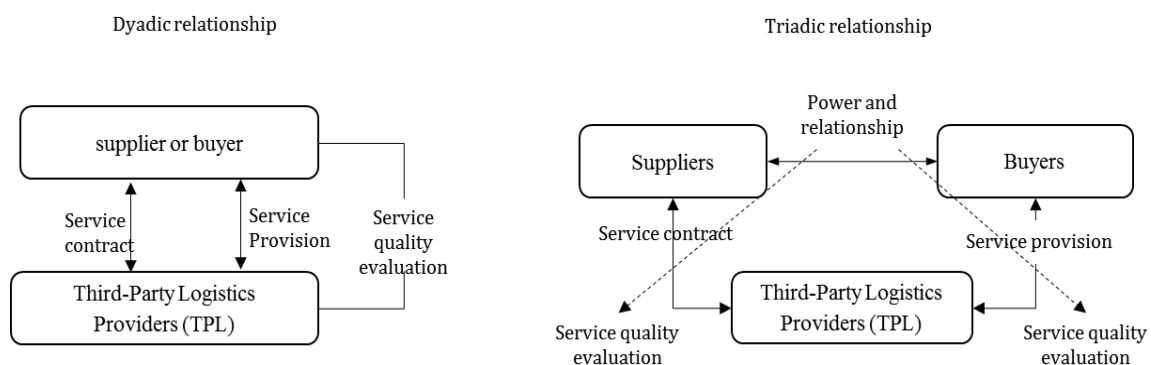 Dyadic relationship
supplier or buyer
Service
contract
Service
Provision
Service
quality
evaluation
Third-Party Logistics
Providers (TPL)
Triadic relationship
Power and
relationship
Suppliers
Buyers
Service contract
Service provision
Third-Party Logistics
Providers (TPL)
Service quality
evaluation
Service quality
evaluation